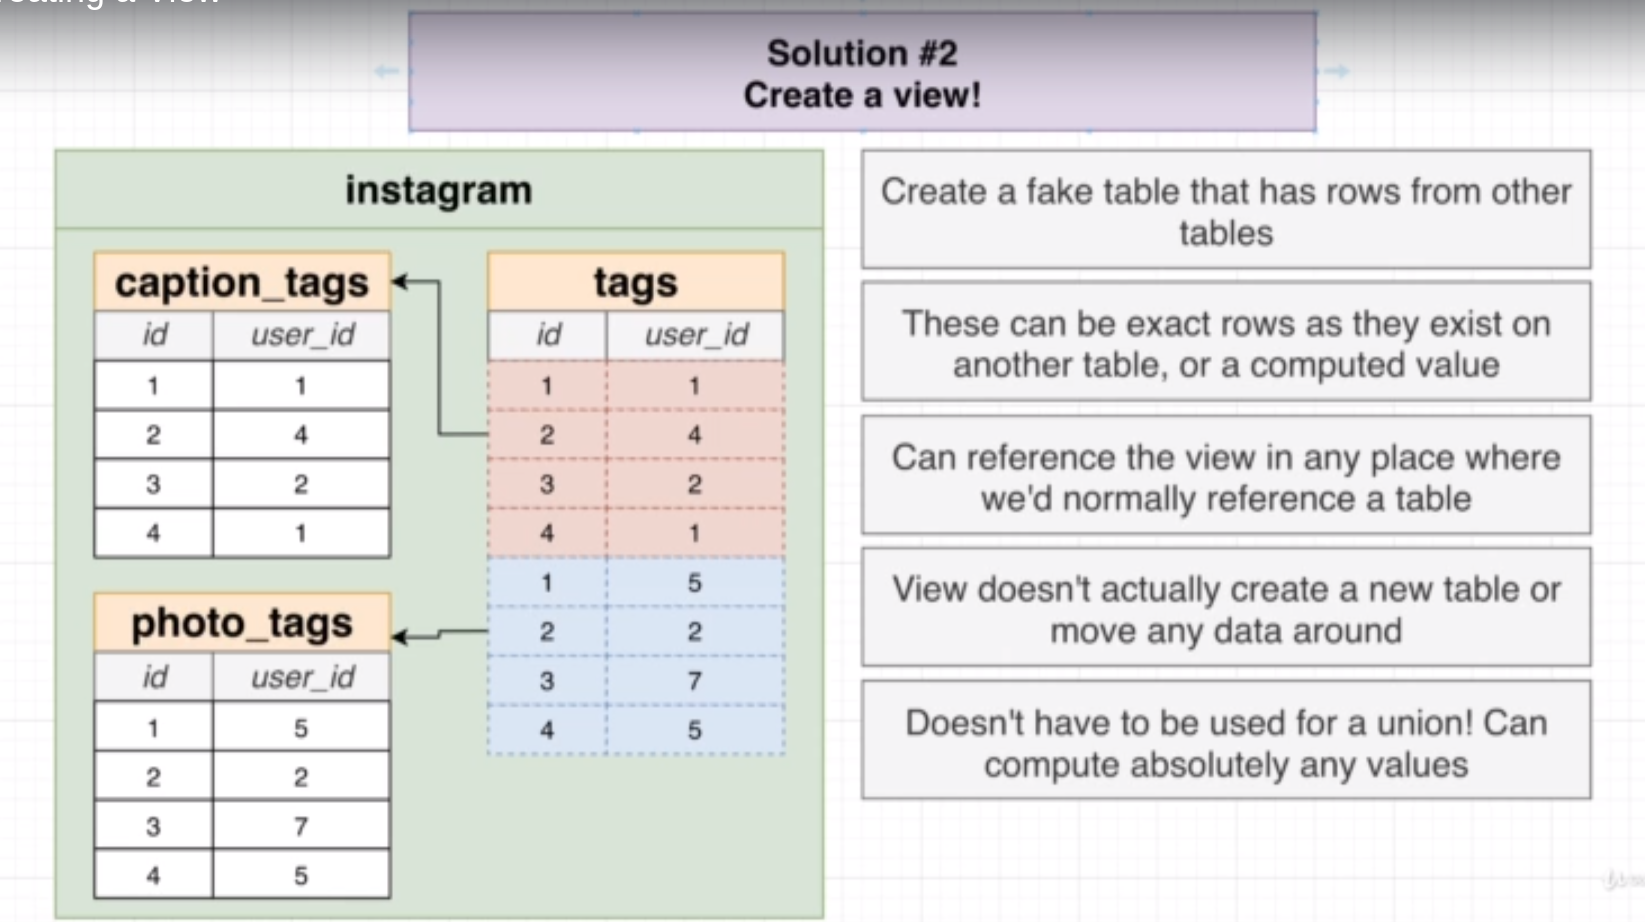 Creating a View
Solution #2
Create a view!
instagram
caption_tags
id user_id
1 1
2 4
3 2
4 1
photo_tags
id user_id
1 5
2 2
3 7
4 5
tags
id user_id
1 1
2 4
3 2
4 1
1 5
2 2
3 7
4 5
Create a fake table that has rows from other
tables
These can be exact rows as they exist on
another table, or a computed value
Can reference the view in any place where
we'd normally reference a table
View doesn't actually create a new table or
move any data around
Doesn't have to be used for a union! Can
compute absolutely any values